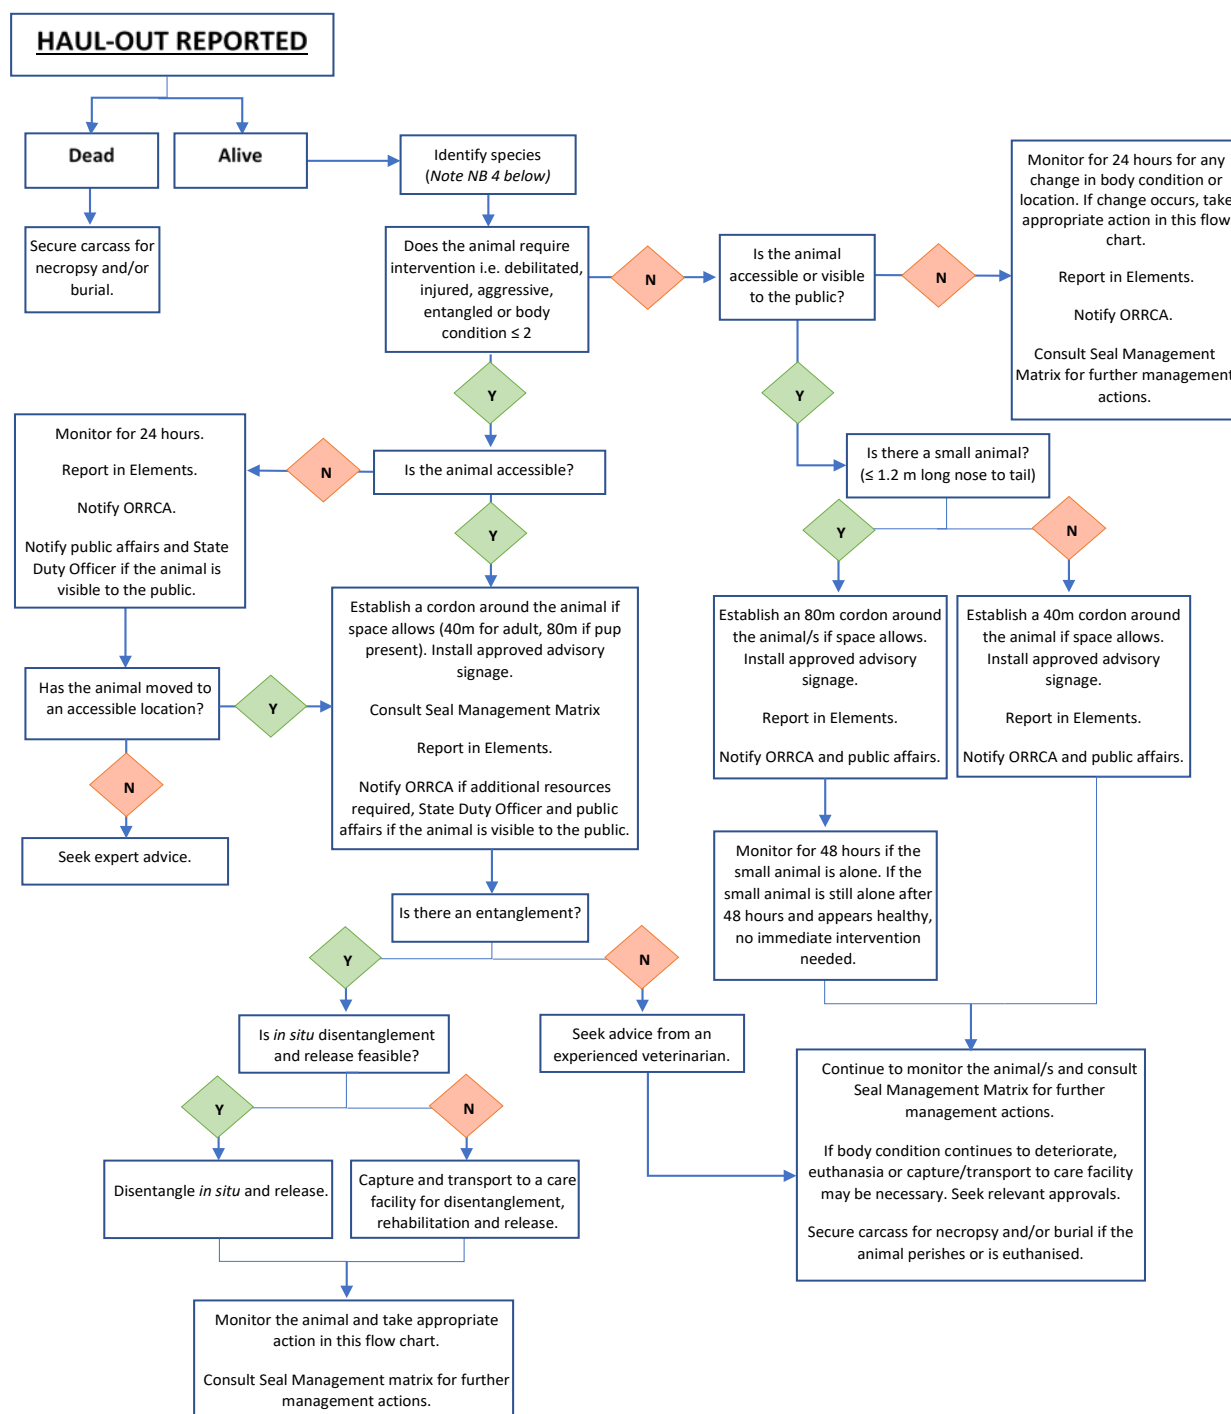 HAUL-OUT REPORTED
Dead
Alive
Identify species
(Note NB 4 below)
Monitor for 24 hours for any
change in body condition or
location. If change occurs, take
appropriate action in this flow
chart.
Report in Elements.
Notify ORRCA.
Consult Seal Management
Matrix for further management
actions.
Secure carcass for
necropsy and/or
burial.
Does the animal require
intervention i.e. debilitated,
injured, aggressive,
entangled or body
condition ≤ 2
N
Is the animal
accessible or visible
to the public?
N
Y
Y
Monitor for 24 hours.
Report in Elements.
Notify ORRCA.
Notify public affairs and State
Duty Officer if the animal is
visible to the public.
N
Is the animal accessible?
Is there a small animal?
(≤ 1.2 m long nose to tail)
Y
Y
N
Establish a cordon around the animal if
space allows (40m for adult, 80m if pup
present). Install approved advisory
signage.
Consult Seal Management Matrix
Report in Elements.
Notify ORRCA if additional resources
required, State Duty Officer and public
affairs if the animal is visible to the public.
Establish an 80m cordon around
the animal/s if space allows.
Install approved advisory
signage.
Report in Elements.
Notify ORRCA and public affairs.
Establish a 40m cordon around
the animal if space allows.
Install approved advisory
signage.
Report in Elements.
Notify ORRCA and public affairs.
Has the animal moved to
an accessible location?
Y
N
Seek expert advice.
Monitor for 48 hours if the
small animal is alone. If the
small animal is still alone after
48 hours and appears healthy,
no immediate intervention
needed.
Is there an entanglement?
Y
N
Is in situ disentanglement
and release feasible?
Seek advice from an
experienced veterinarian.
Continue to monitor the animal/s and consult
Seal Management Matrix for further
management actions.
If body condition continues to deteriorate,
euthanasia or capture/transport to care facility
may be necessary. Seek relevant approvals.
Secure carcass for necropsy and/or burial if the
animal perishes or is euthanised.
Y
N
Disentangle in situ and release.
Capture and transport to a care
facility for disentanglement,
rehabilitation and release.
Monitor the animal and take appropriate
action in this flow chart.
Consult Seal Management matrix for further
management actions.